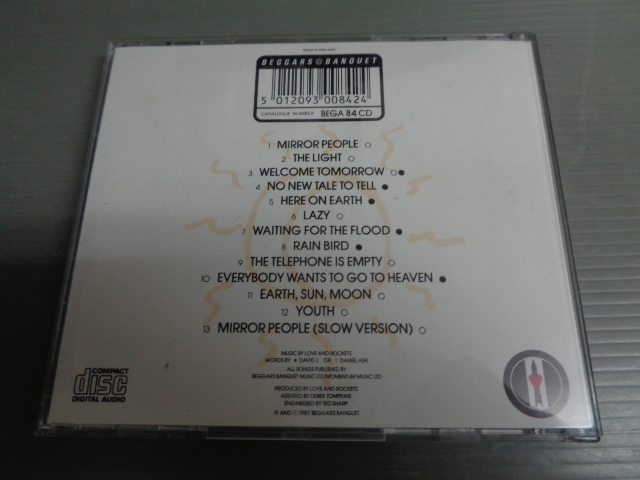 MADE IN ENGLAND
BEGGARS BANQUET
5 012093 008424
CATALOGUE NUMBER BEGA 84 CD
1 MIRROR PEOPLE ○
2 THE LIGHT ○
3 WELCOME TOMORROW ○●
4 NO NEW TALE TO TELL ●
5 HERE ON EARTH ●
6 LAZY ○
7 WAITING FOR THE FLOOD ●
8 RAIN BIRD ●
9 THE TELEPHONE IS EMPTY ○
10 EVERYBODY WANTS TO GO TO HEAVEN ●
11 EARTH, SUN, MOON ○
12 YOUTH ○
13 MIRROR PEOPLE (SLOW VERSION) ○
MUSIC BY LOVE AND ROCKETS
WORDS BY ● DAVID J OR ○ DANIEL ASH
ALL SONGS PUBLISHED BY
BEGGARS BANQUET MUSIC LTD/MOMENTUM MUSIC LTD.
PRODUCED BY LOVE AND ROCKETS
ASSISTED BY DEREK TOMPKINS
ENGINEERED BY TED SHARP
℗ AND © 1987 BEGGARS BANQUET
COMPACT
disc
DIGITAL AUDIO